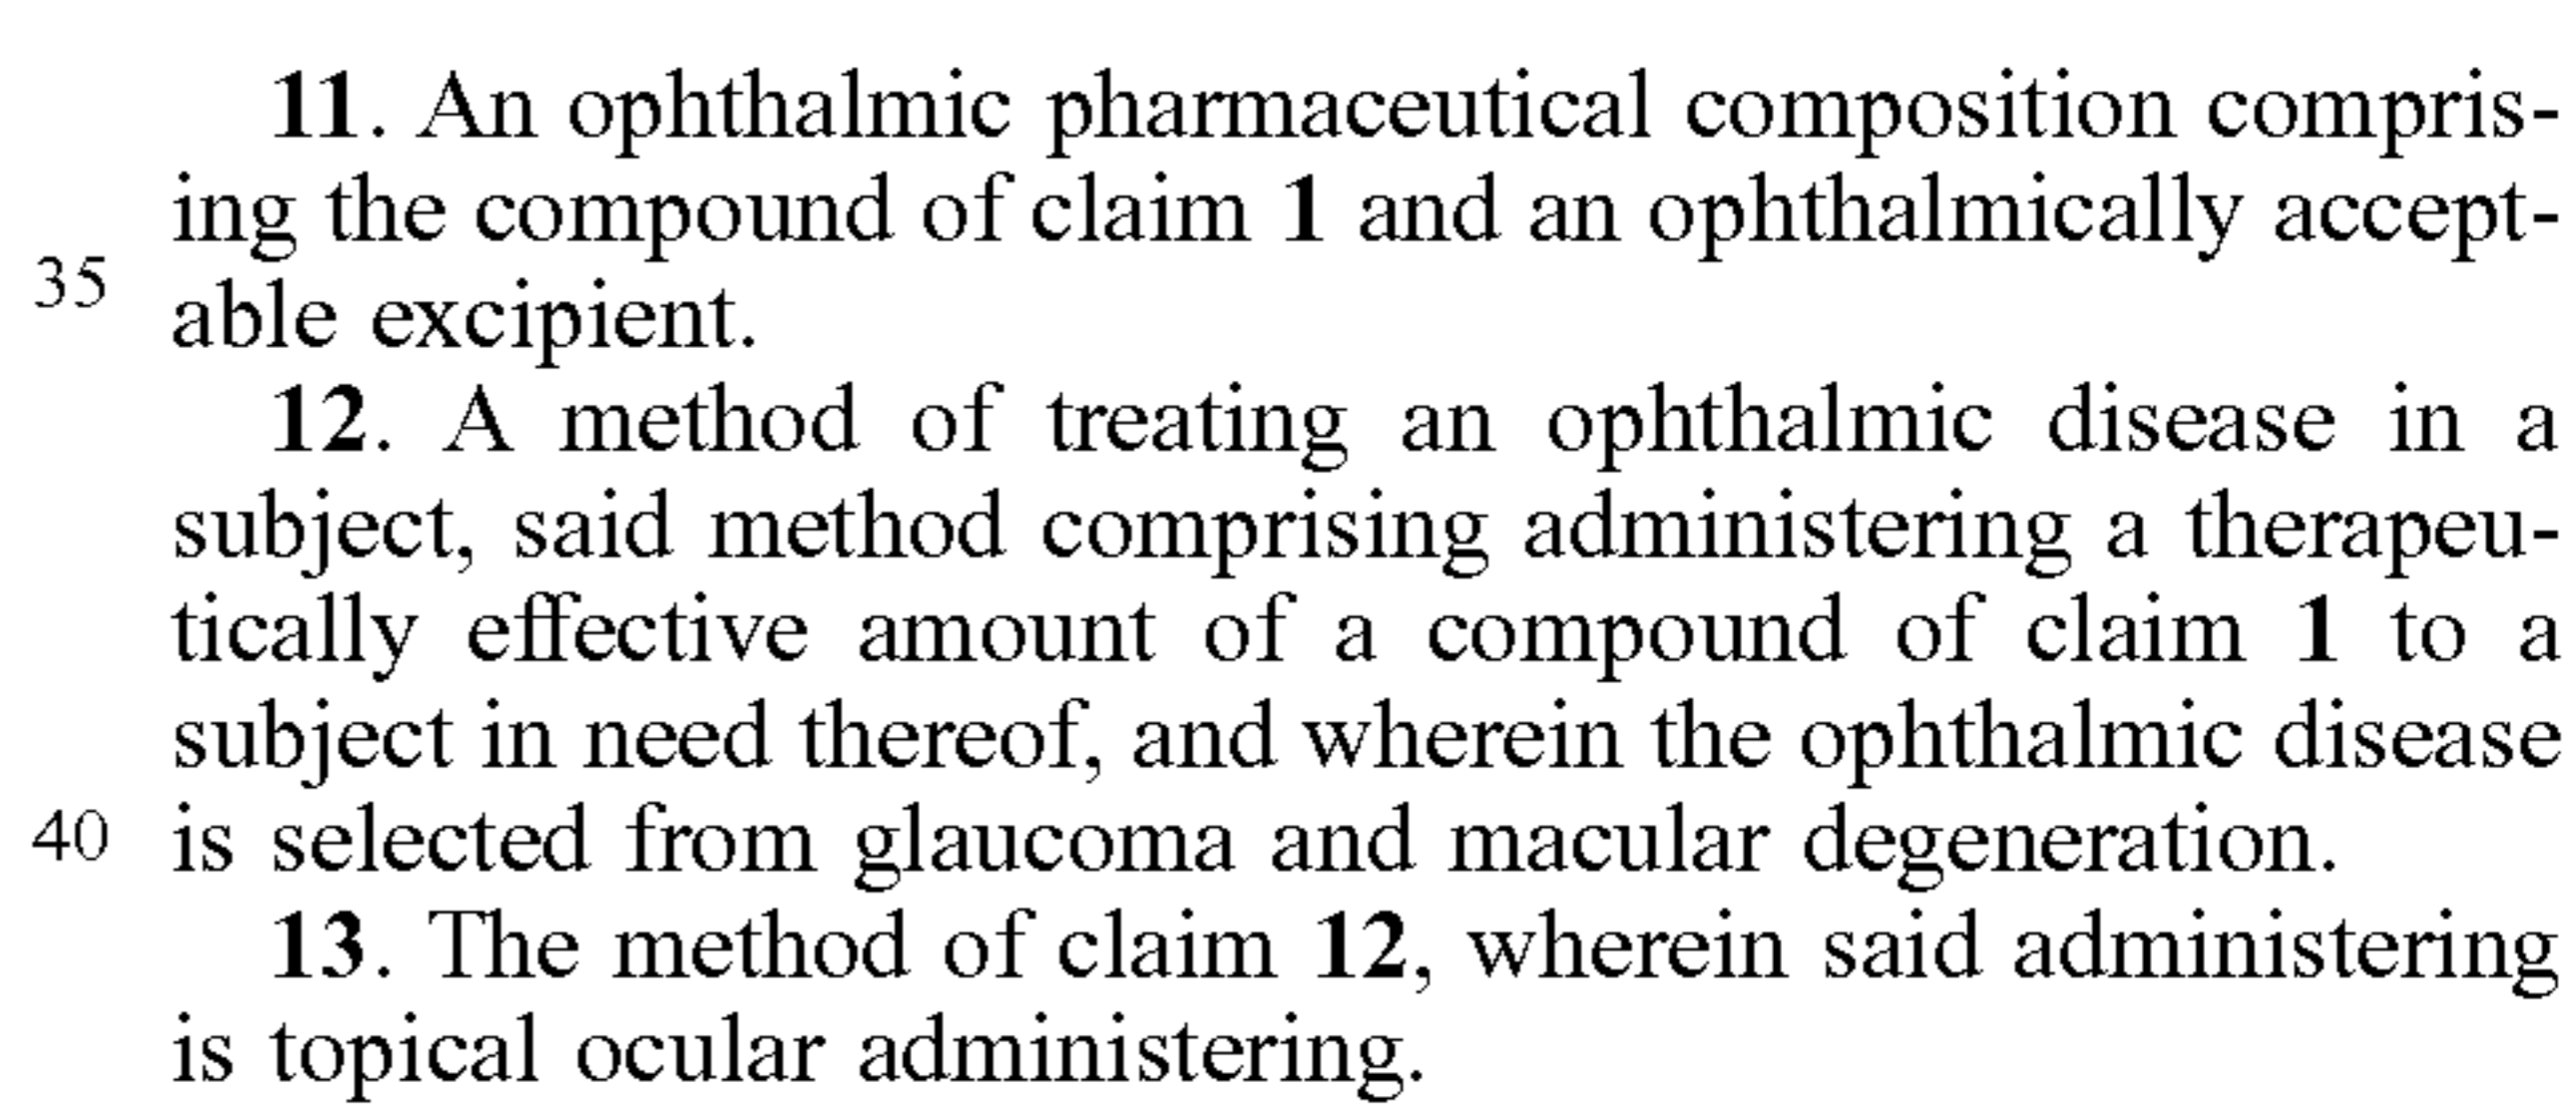 11. An ophthalmic pharmaceutical composition compris-
ing the compound of claim 1 and an ophthalmically accept-
35 able excipient.
12. A method of treating an ophthalmic disease in a
subject, said method comprising administering a therapeu-
tically effective amount of a compound of claim 1 to a
subject in need thereof, and wherein the ophthalmic disease
40 is selected from glaucoma and macular degeneration.
13. The method of claim 12, wherein said administering
is topical ocular administering.